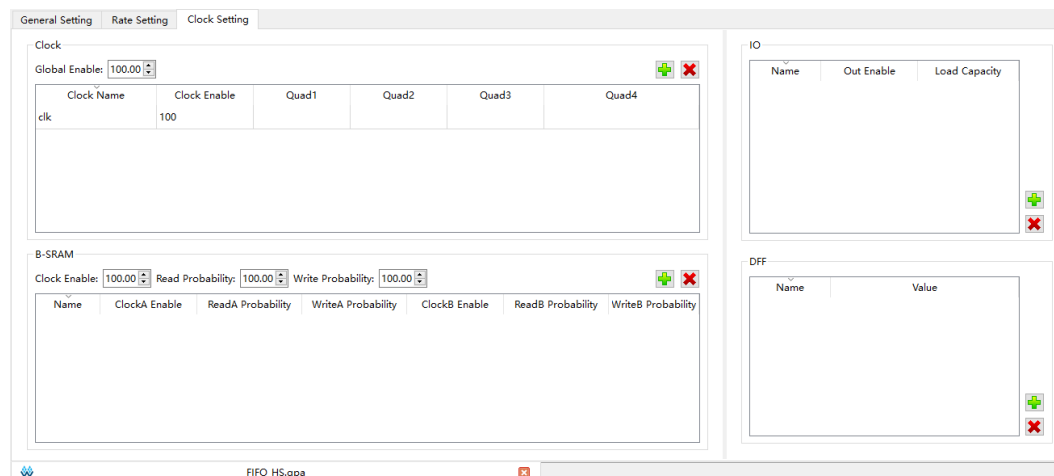 General Setting Rate Setting Clock Setting
Clock
Global Enable: 100.00
Clock Name Clock Enable Quad1 Quad2 Quad3 Quad4
clk 100
B-SRAM
Clock Enable: 100.00 Read Probability: 100.00 Write Probability: 100.00
Name ClockA Enable ReadA Probability WriteA Probability ClockB Enable ReadB Probability WriteB Probability
IO
Name Out Enable Load Capacity
DFF
Name Value
FIFO_HS.gpa